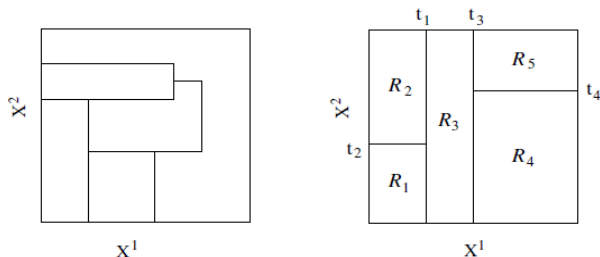 X²
X¹
t₁ t₃
R₅
R₂
t₄
X²
R₃
t₂
R₄
R₁
X¹